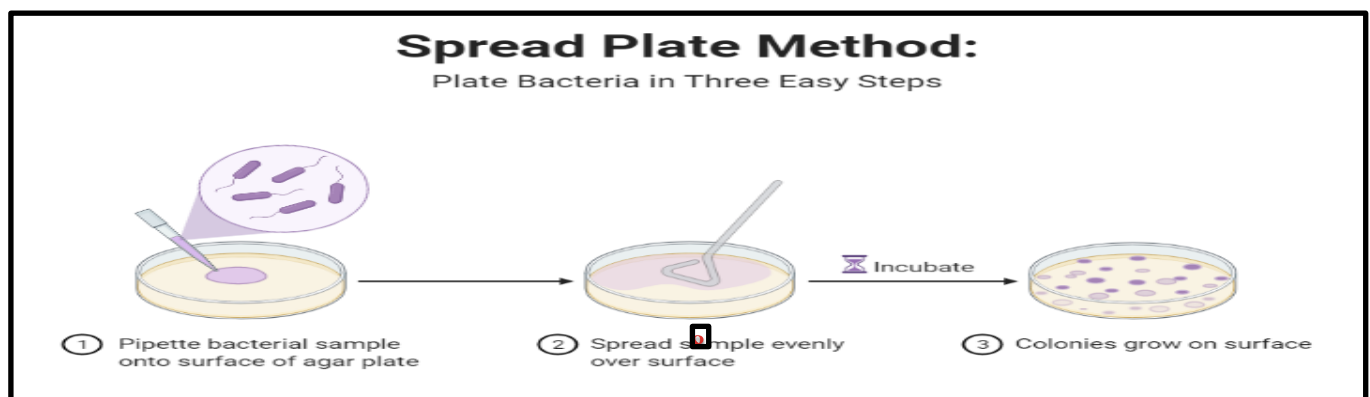 Spread Plate Method:
Plate Bacteria in Three Easy Steps
Incubate
1 Pipette bacterial sample
onto surface of agar plate
2 Spread evenly
over surface
3 Colonies grow on surface